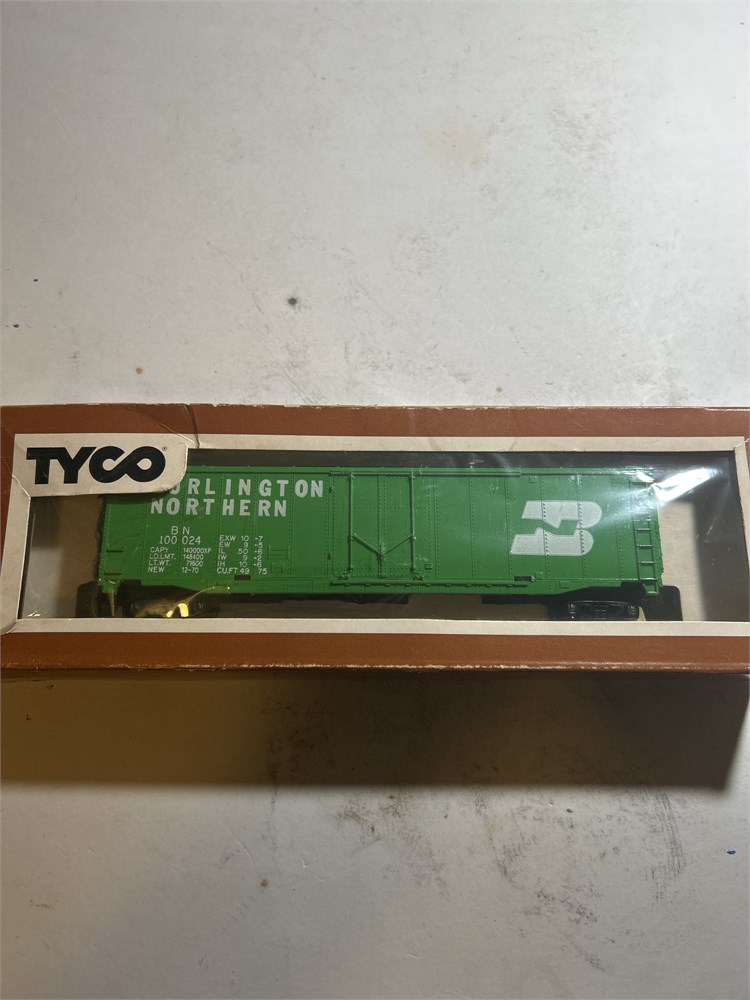 TYCO
URLINGTON
NORTHERN
BN
100 024
CAPY 140000XP
LD.LMT. 148400
LT.WT. 71600
NEW 12-70
EXW 10 -7
EW 9 -5
IL 50 -6
IW 9 -2
IH 10 -6
CU.FT.49 75